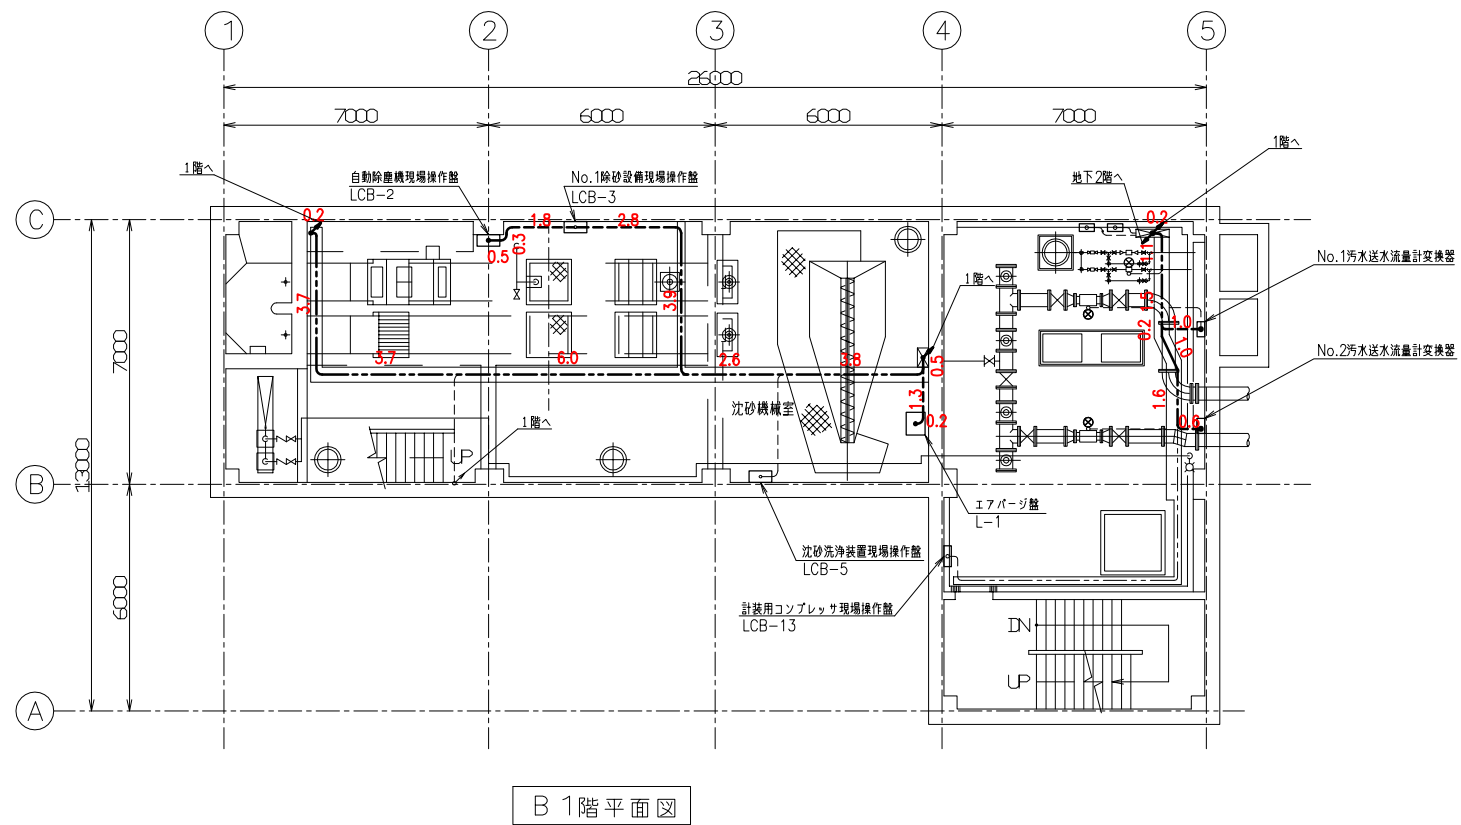 1 2 3 4 5
26000
7000 6000 6000 7000
1階へ
自動除塵機現場操作盤
LCB-2
No.1除砂設備現場操作盤
LCB-3
地下2階へ
1階へ
C
0.2
1.8
2.8
0.2
0.3
0.5
1.1
No.1汚水送水流量計変換器
1階へ
3.7
3.9
1.0
0.2
1.0
7000
No.2汚水送水流量計変換器
3.7
6.0
2.6
3.8
0.5
1.3
1.6
沈砂機械室
0.2
0.6
1階へ
UP
13000
B
エアパージ盤
L-1
沈砂洗浄装置現場操作盤
LCB-5
6000
計装用コンプレッサ現場操作盤
LCB-13
DN
UP
A
B1階平面図